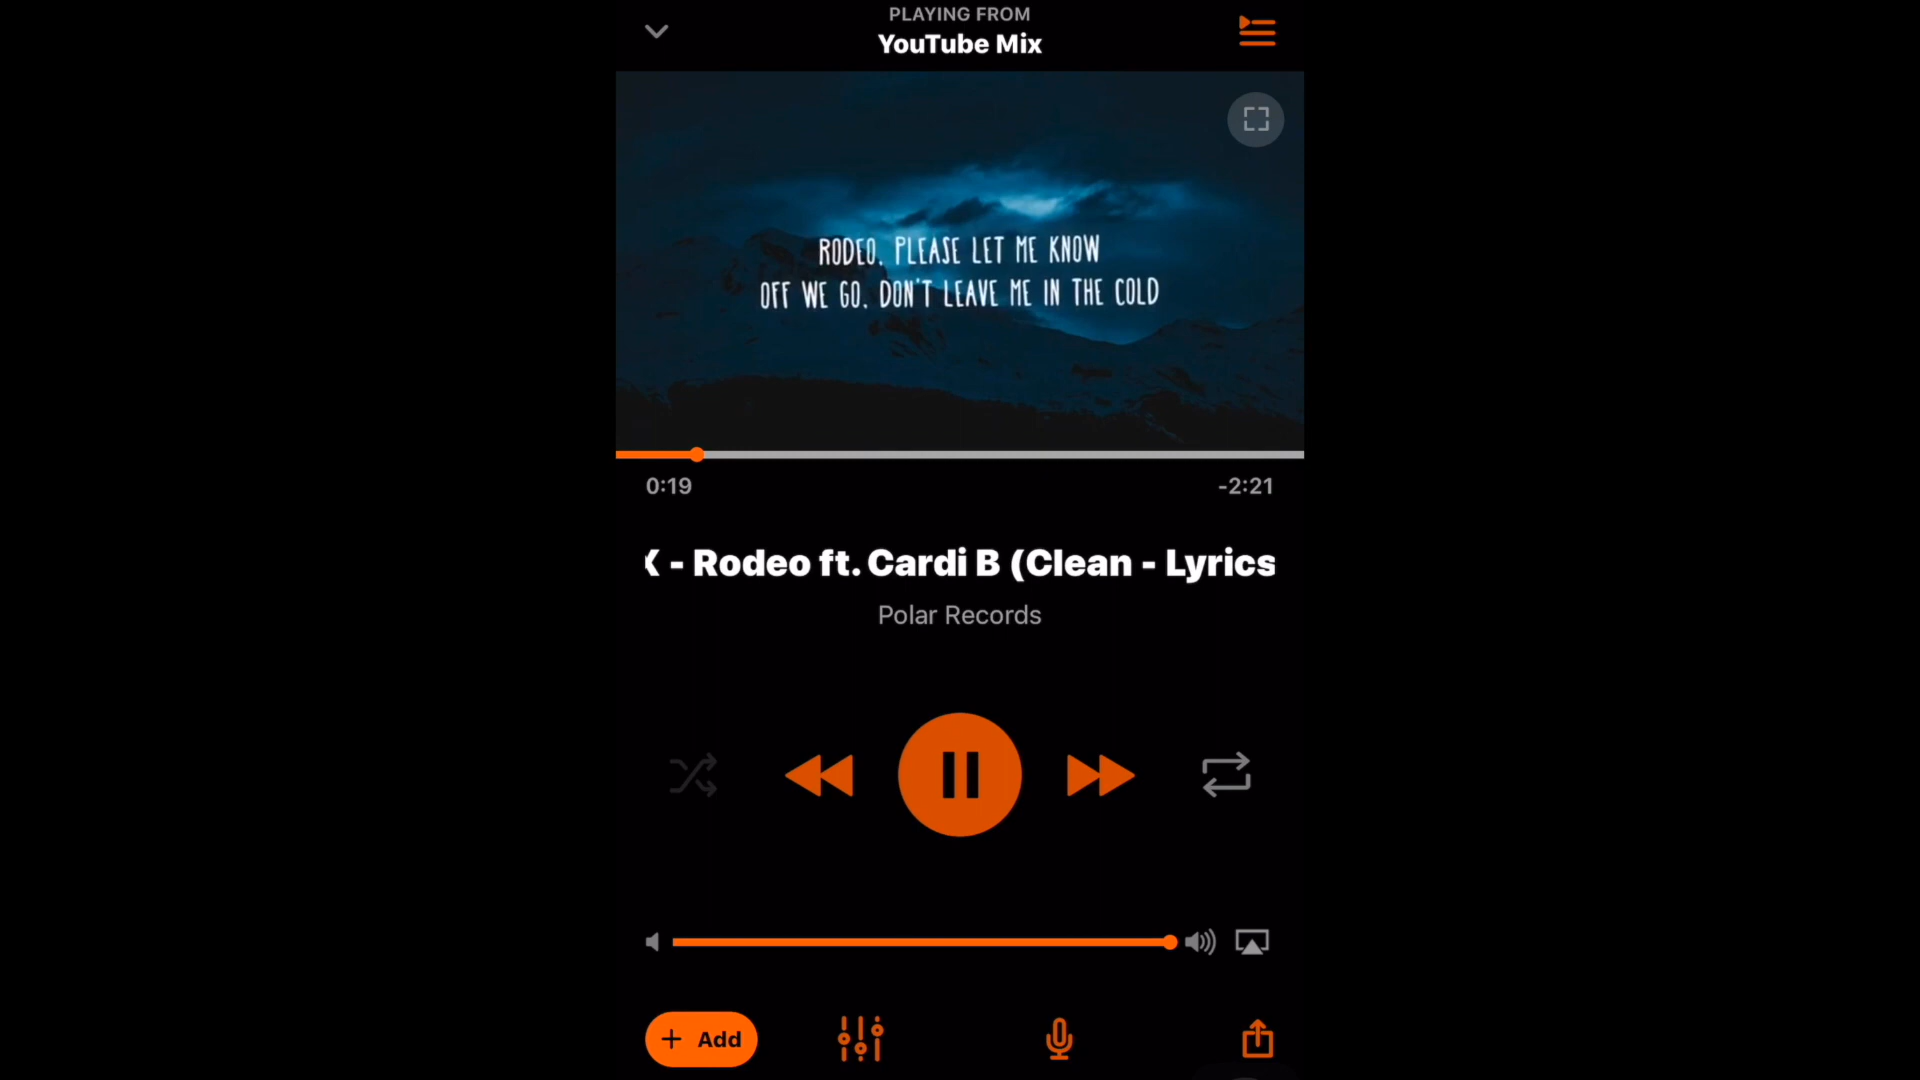 PLAYING FROM
YouTube Mix
RODEO, PLEASE LET ME KNOW
OFF WE GO, DON'T LEAVE ME IN THE COLD
0:19
-2:21
X - Rodeo ft. Cardi B (Clean - Lyrics
Polar Records
+ Add